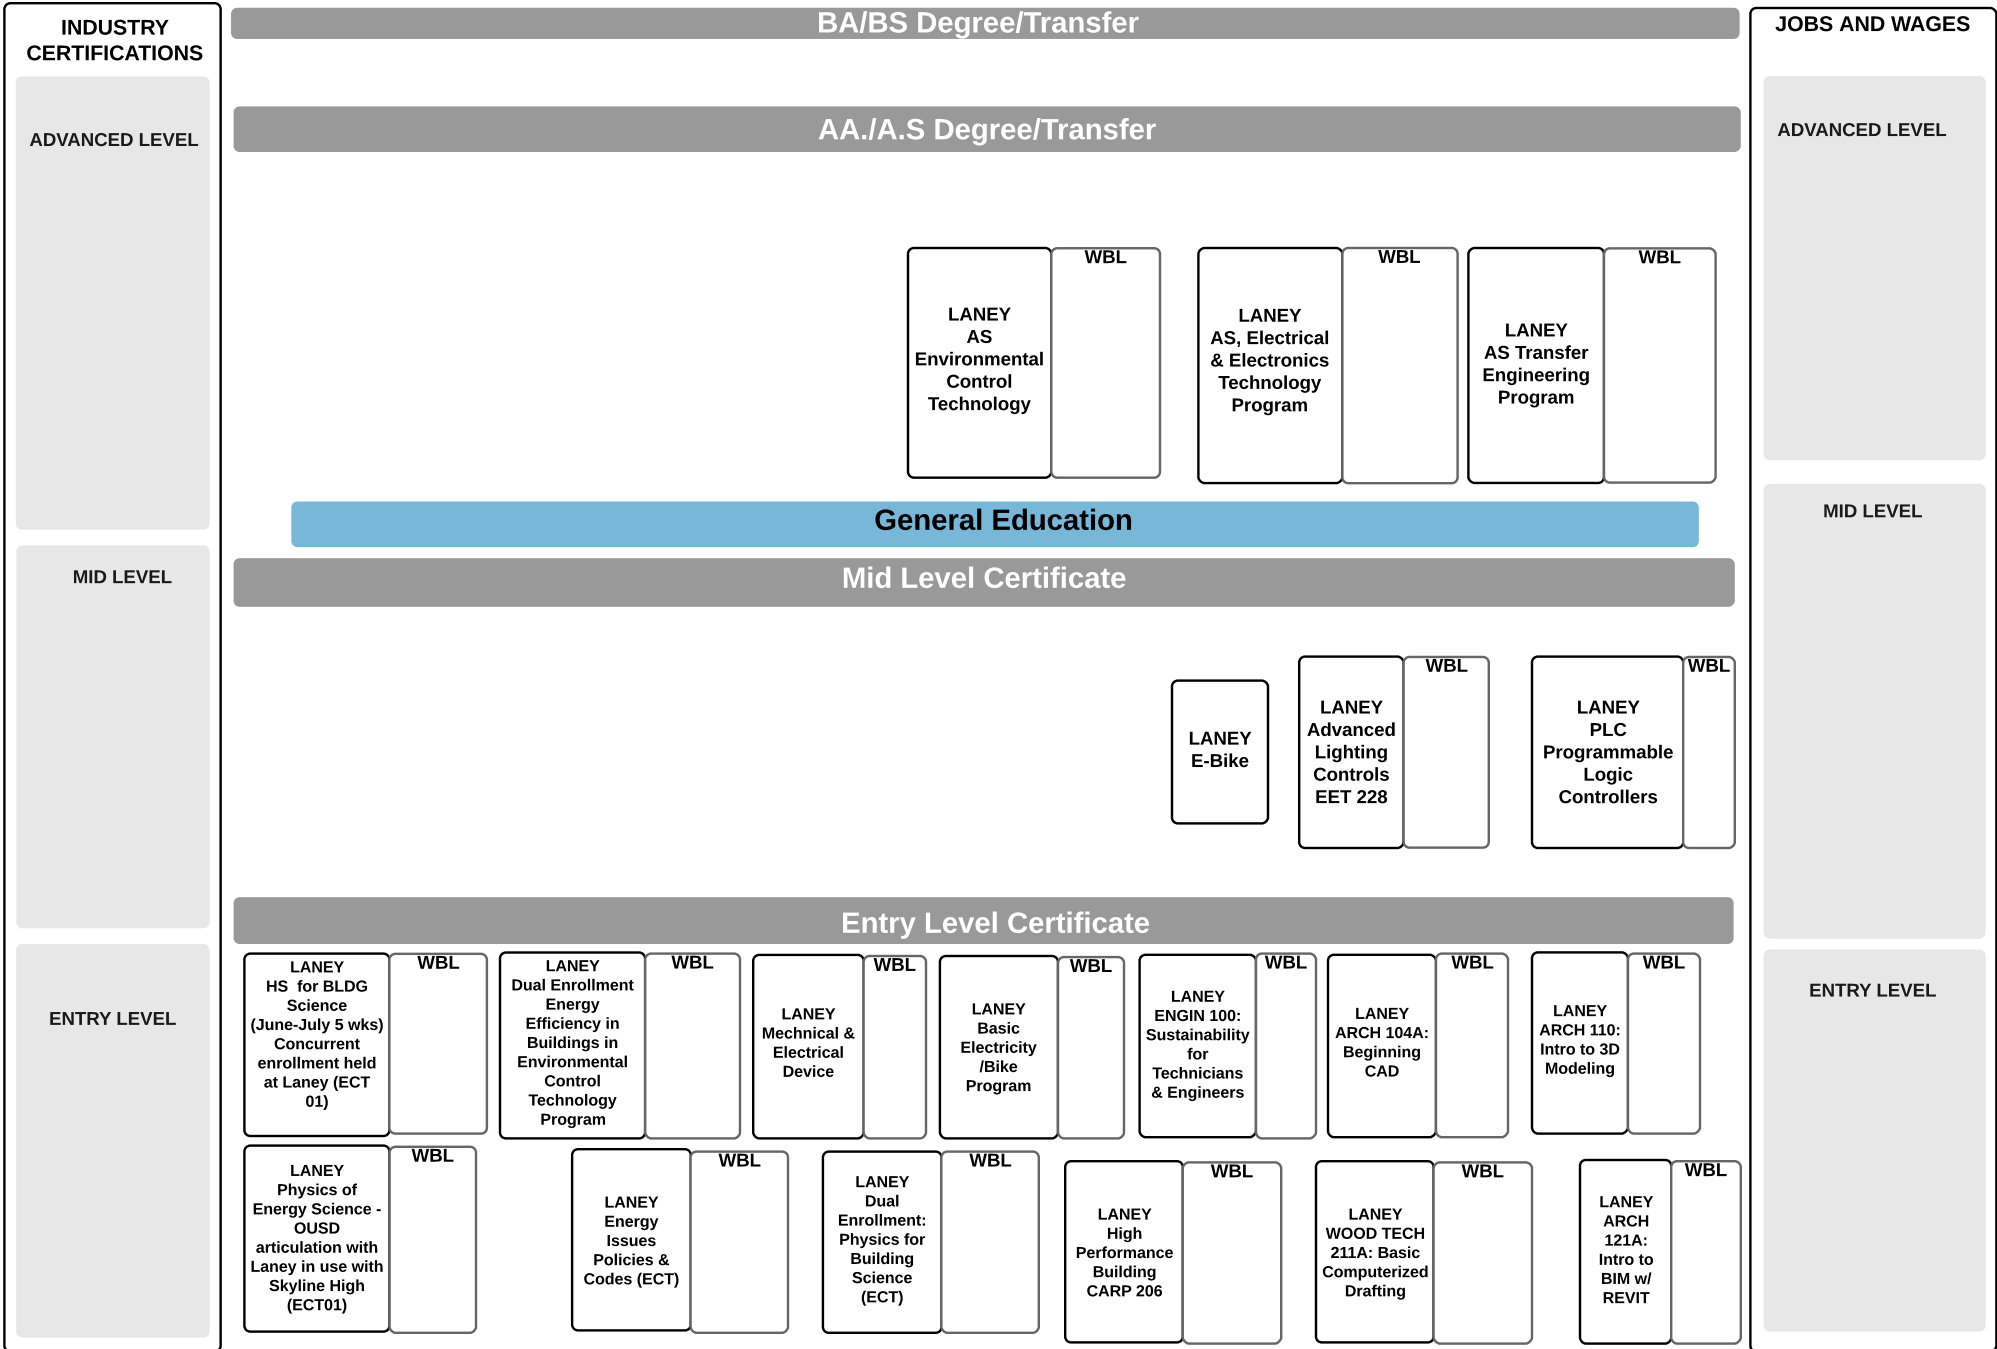 INDUSTRY
CERTIFICATIONS
ADVANCED LEVEL
MID LEVEL
ENTRY LEVEL
BA/BS Degree/Transfer
AA./A.S Degree/Transfer
LANEY
AS
Environmental
Control
Technology
WBL
LANEY
AS, Electrical
& Electronics
Technology
Program
WBL
LANEY
AS Transfer
Engineering
Program
WBL
General Education
Mid Level Certificate
LANEY
E-Bike
LANEY
Advanced
Lighting
Controls
EET 228
WBL
LANEY
PLC
Programmable
Logic
Controllers
WBL
Entry Level Certificate
LANEY
HS  for BLDG
Science
(June-July 5 wks)
Concurrent
enrollment held
at Laney (ECT
01)
WBL
LANEY
Dual Enrollment
Energy
Efficiency in
Buildings in
Environmental
Control
Technology
Program
WBL
LANEY
Mechnical &
Electrical
Device
WBL
LANEY
Basic
Electricity
/Bike
Program
WBL
LANEY
ENGIN 100:
Sustainability
for
Technicians
& Engineers
WBL
LANEY
ARCH 104A:
Beginning
CAD
WBL
LANEY
ARCH 110:
Intro to 3D
Modeling
WBL
LANEY
Physics of
Energy Science -
OUSD
articulation with
Laney in use with
Skyline High
(ECT01)
WBL
LANEY
Energy
Issues
Policies &
Codes (ECT)
WBL
LANEY
Dual
Enrollment:
Physics for
Building
Science
(ECT)
WBL
LANEY
High
Performance
Building
CARP 206
WBL
LANEY
WOOD TECH
211A: Basic
Computerized
Drafting
WBL
LANEY
ARCH
121A:
Intro to
BIM w/
REVIT
WBL
JOBS AND WAGES
ADVANCED LEVEL
MID LEVEL
ENTRY LEVEL